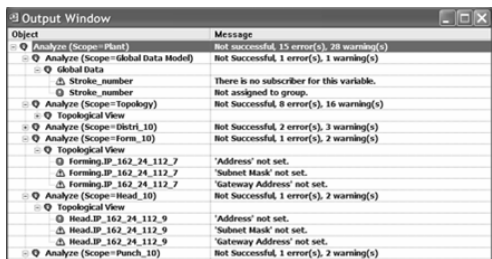 Output Window
Object Message
Analyze (Scope=Plant) Not Successful, 15 error(s), 28 warning(s)
Analyze (Scope=Global Data Model) Not Successful, 1 error(s), 1 warning(s)
Global Data
Stroke_number There is no subscriber for this variable.
Stroke_number Not assigned to group.
Analyze (Scope=Topology) Not Successful, 8 error(s), 16 warning(s)
Topological View
Analyze (Scope=Distri_10) Not Successful, 2 error(s), 3 warning(s)
Analyze (Scope=Form_10) Not Successful, 1 error(s), 2 warning(s)
Topological View
Forming.IP_162_24_112_7 'Address' not set.
Forming.IP_162_24_112_7 'Subnet Mask' not set.
Forming.IP_162_24_112_7 'Gateway Address' not set.
Analyze (Scope=Head_10) Not Successful, 1 error(s), 2 warning(s)
Topological View
Head.IP_162_24_112_9 'Address' not set.
Head.IP_162_24_112_9 'Subnet Mask' not set.
Head.IP_162_24_112_9 'Gateway Address' not set.
Analyze (Scope=Punch_10) Not Successful, 1 error(s), 2 warning(s)